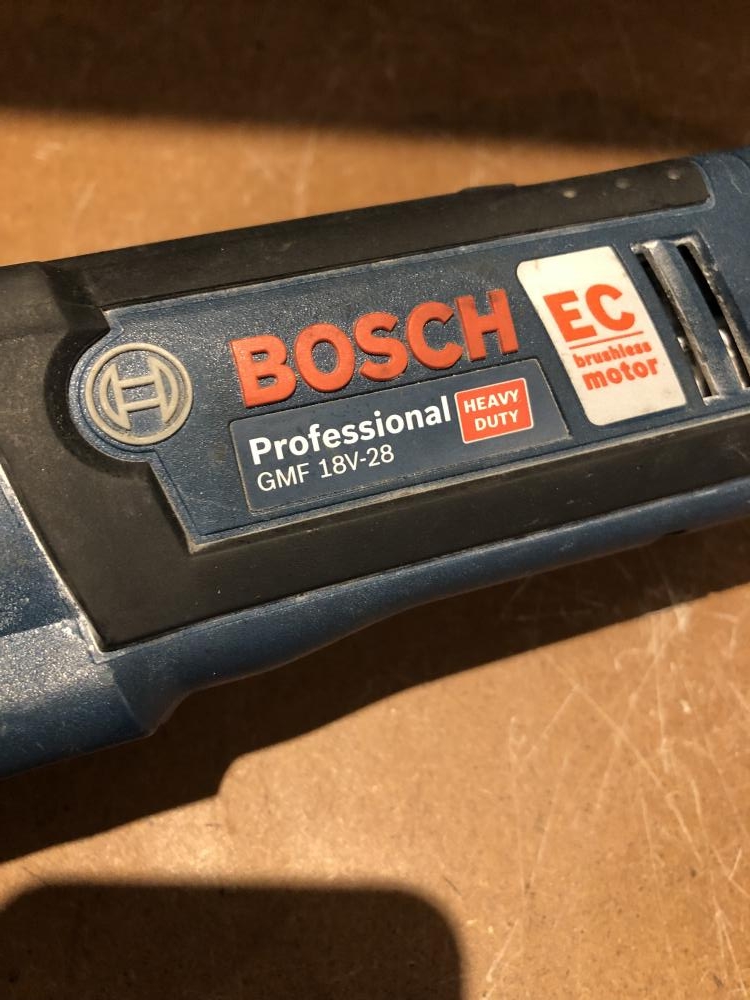 BOSCH
Professional
HEAVY
DUTY
GMF 18V-28
EC
brushless
motor